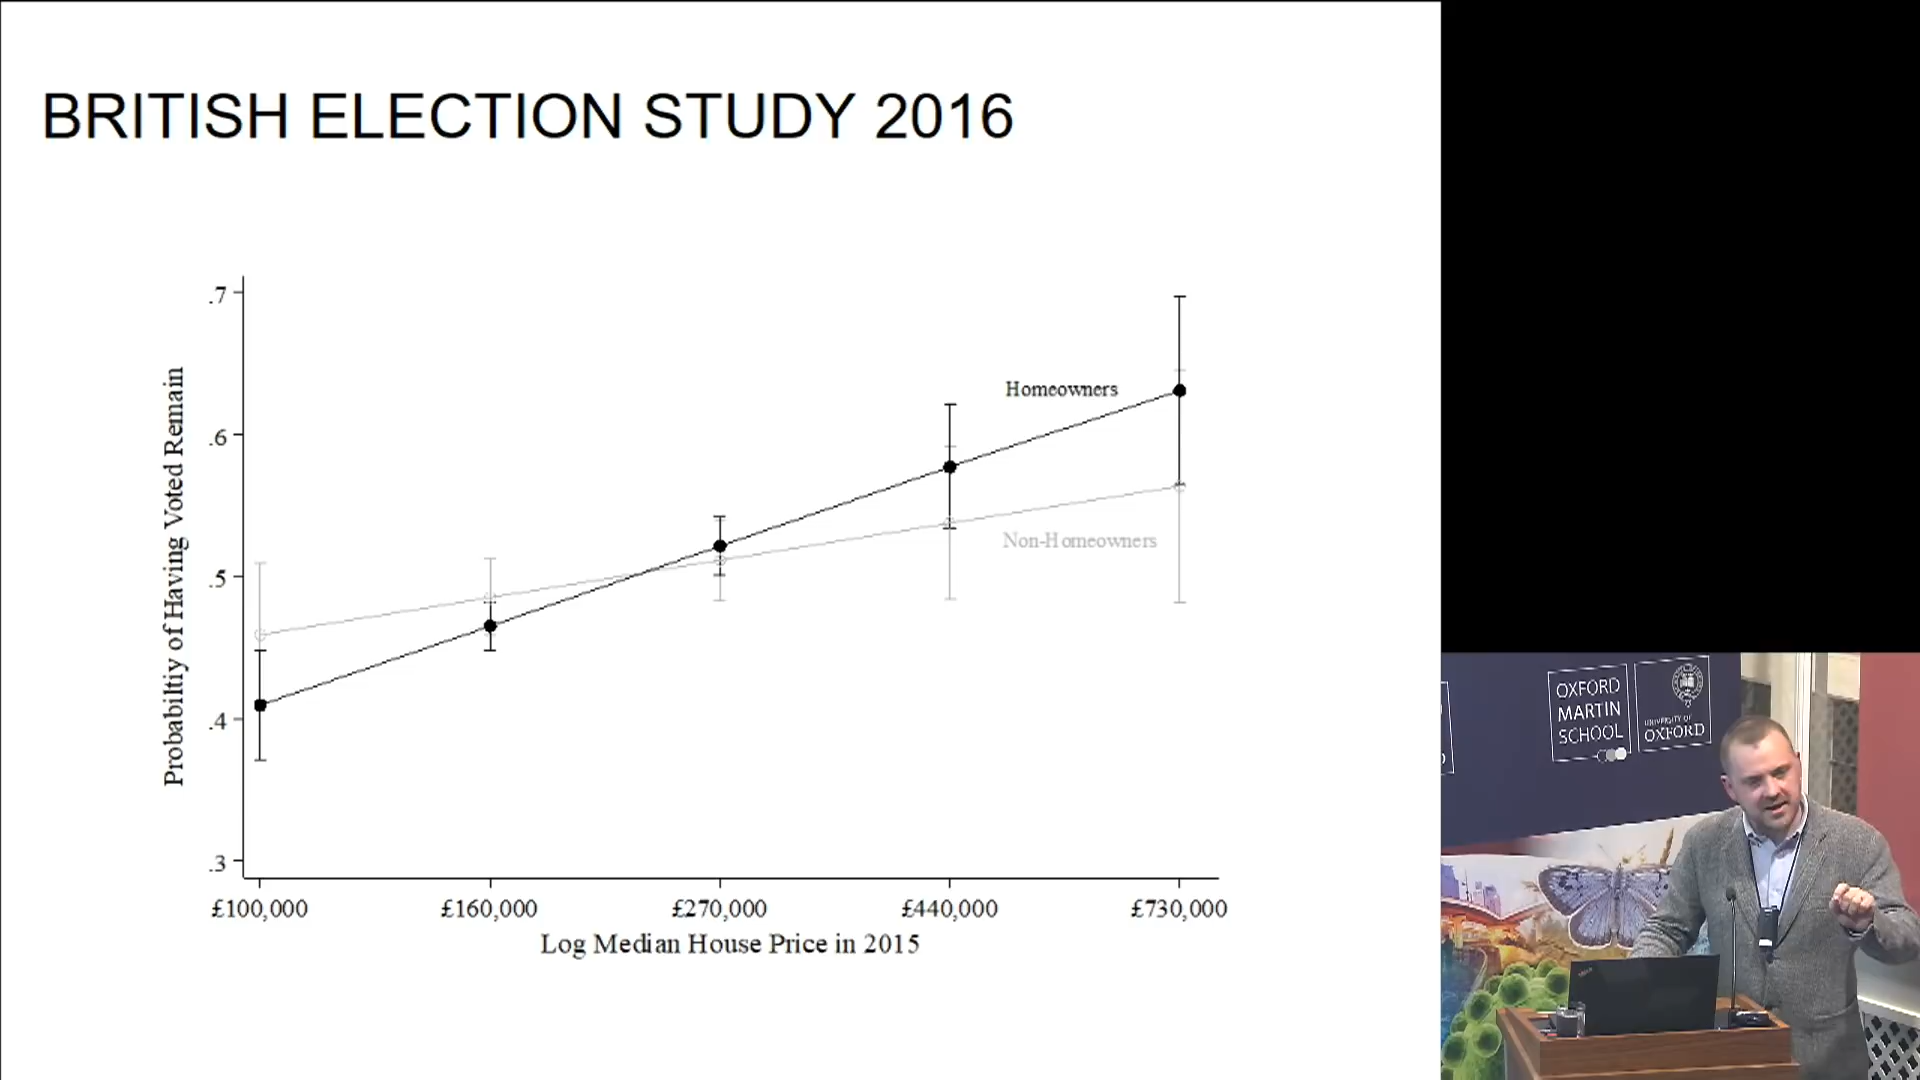 BRITISH ELECTION STUDY 2016
.7
.6
.5
.4
.3
Probabiltiy of Having Voted Remain
Homeowners
Non-Homeowners
£100,000
£160,000
£270,000
£440,000
£730,000
Log Median House Price in 2015
OXFORD
MARTIN
SCHOOL
UNIVERSITY OF
OXFORD